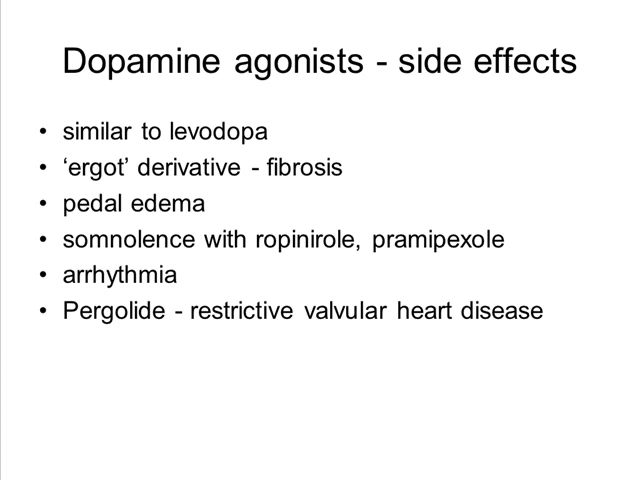 Dopamine agonists - side effects
• similar to levodopa
• ‘ergot’ derivative - fibrosis
• pedal edema
• somnolence with ropinirole, pramipexole
• arrhythmia
• Pergolide - restrictive valvular heart disease